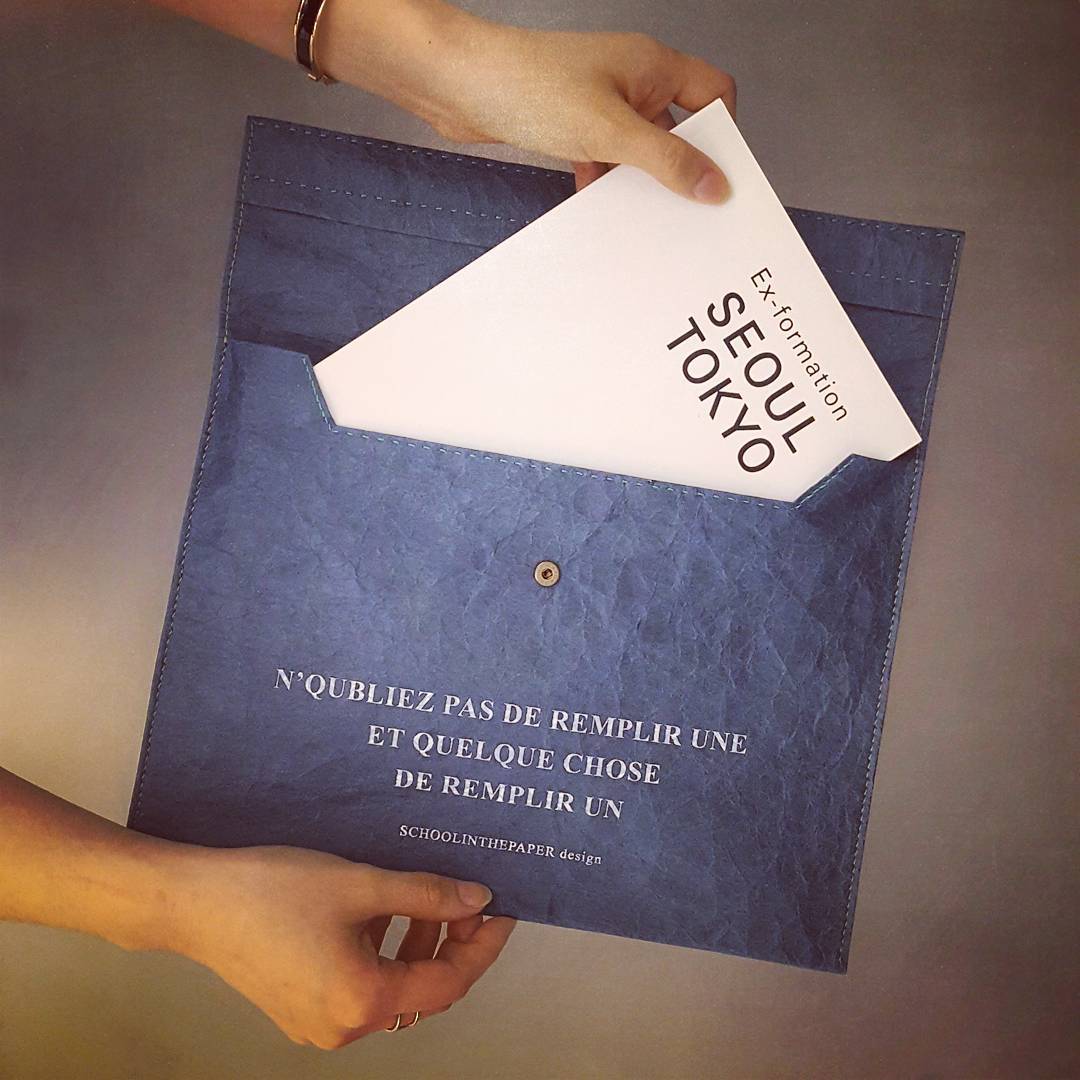 Ex-formation
SEOUL
TOKYO
N’QUBLIEZ PAS DE REMPLIR UNE
ET QUELQUE CHOSE
DE REMPLIR UN
SCHOOLINTHEPAPER design